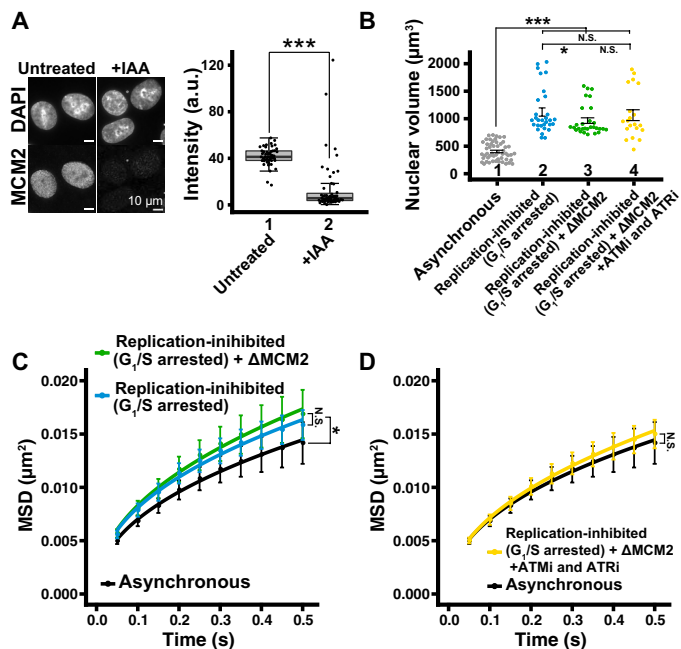 A
Untreated +IAA
DAPI
MCM2
10 μm
Intensity (a.u.)
120
80
40
0
***
1 2
Untreated
+IAA
B
Nuclear volume (μm³)
2000
1500
1000
500
0
***
N.S.
* N.S.
1 2 3 4
Asynchronous
Replication-inhibited
(G₁/S arrested)
Replication-inhibited
(G₁/S arrested) + ΔMCM2
Replication-inhibited
(G₁/S arrested) + ΔMCM2
+ATMi and ATRi
C
Replication-inihibited
(G₁/S arrested) + ΔMCM2
Replication-inhibited
(G₁/S arrested)
MSD (μm²)
0.020
0.015
0.010
0.005
0.000
N.S.
*
Asynchronous
0.0 0.1 0.2 0.3 0.4 0.5
Time (s)
D
MSD (μm²)
0.020
0.015
0.010
0.005
0.000
N.S.
Replication-inhibited
(G₁/S arrested) + ΔMCM2
+ATMi and ATRi
Asynchronous
0.0 0.1 0.2 0.3 0.4 0.5
Time (s)